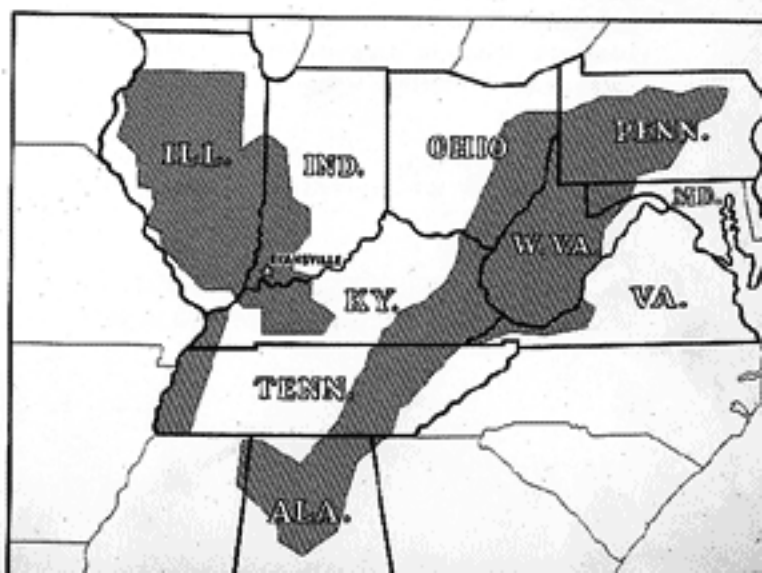 ILL.
IND.
OHIO
PENN.
MD.
W.VA.
EVANSVILLE
KY.
VA.
TENN.
ALA.